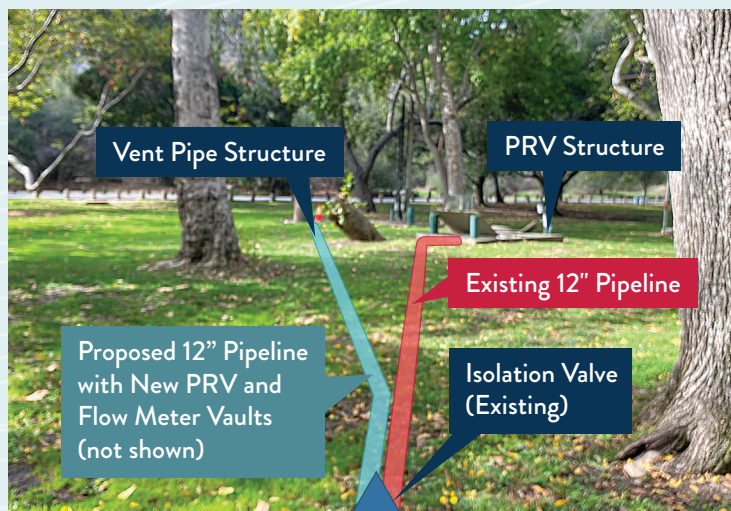 Vent Pipe Structure
PRV Structure
Existing 12" Pipeline
Proposed 12” Pipeline
with New PRV and
Flow Meter Vaults
(not shown)
Isolation Valve
(Existing)